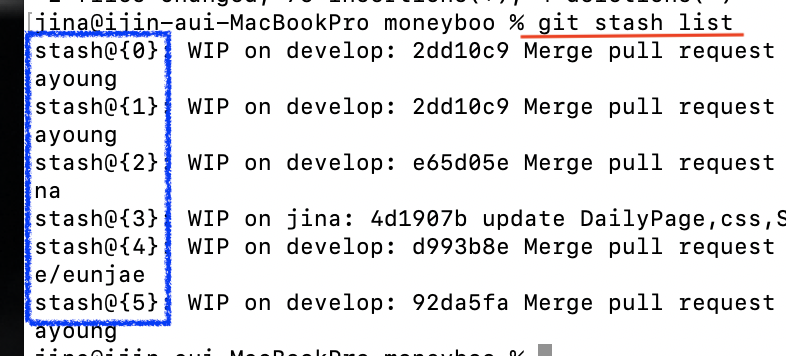 jina@ijin-aui-MacBookPro moneyboo % git stash list
stash@{0}: WIP on develop: 2dd10c9 Merge pull request
ayoung
stash@{1}: WIP on develop: 2dd10c9 Merge pull request
ayoung
stash@{2}: WIP on develop: e65d05e Merge pull request
na
stash@{3}: WIP on jina: 4d1907b update DailyPage,css,S
stash@{4}: WIP on develop: d993b8e Merge pull request
e/eunjae
stash@{5}: WIP on develop: 92da5fa Merge pull request
ayoung
jina@ijin-aui-MacBookPro moneyboo %